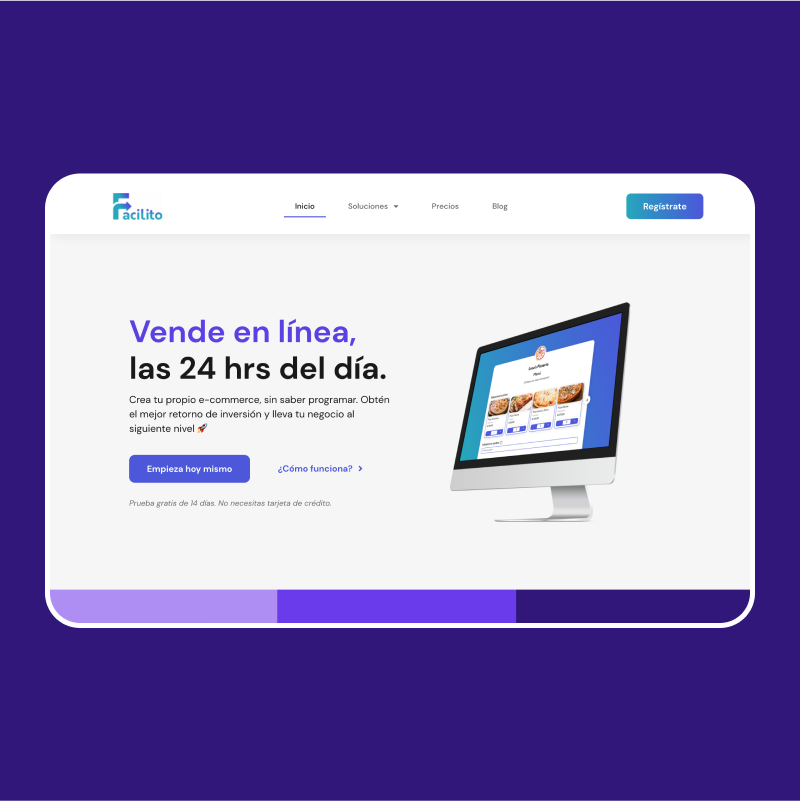 Facilito
Inicio
Soluciones
Precios
Blog
Regístrate
Vende en línea,
las 24 hrs del día.
Crea tu propio e-commerce, sin saber programar. Obtén
el mejor retorno de inversión y lleva tu negocio al
siguiente nivel 🚀
Empieza hoy mismo
¿Cómo funciona?
Prueba gratis de 14 días. No necesitas tarjeta de crédito.
Menú